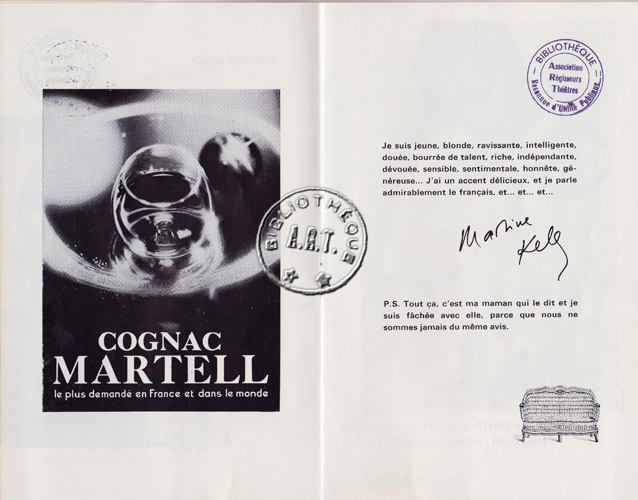 COGNAC
MARTELL
le plus demandé en France et dans le monde
BIBLIOTHÈQUE
A.R.T.
BIBLIOTHÈQUE
Association
Régisseurs
Théâtres
Reconnue d'Utilité Publique
Je suis jeune, blonde, ravissante, intelligente,
douée, bourrée de talent, riche, indépendante,
dévouée, sensible, sentimentale, honnête, gé-
néreuse... J'ai un accent délicieux, et je parle
admirablement le français, et... et... et...
Martine
Kelly
P.S. Tout ça, c'est ma maman qui le dit et je
suis fâchée avec elle, parce que nous ne
sommes jamais du même avis.